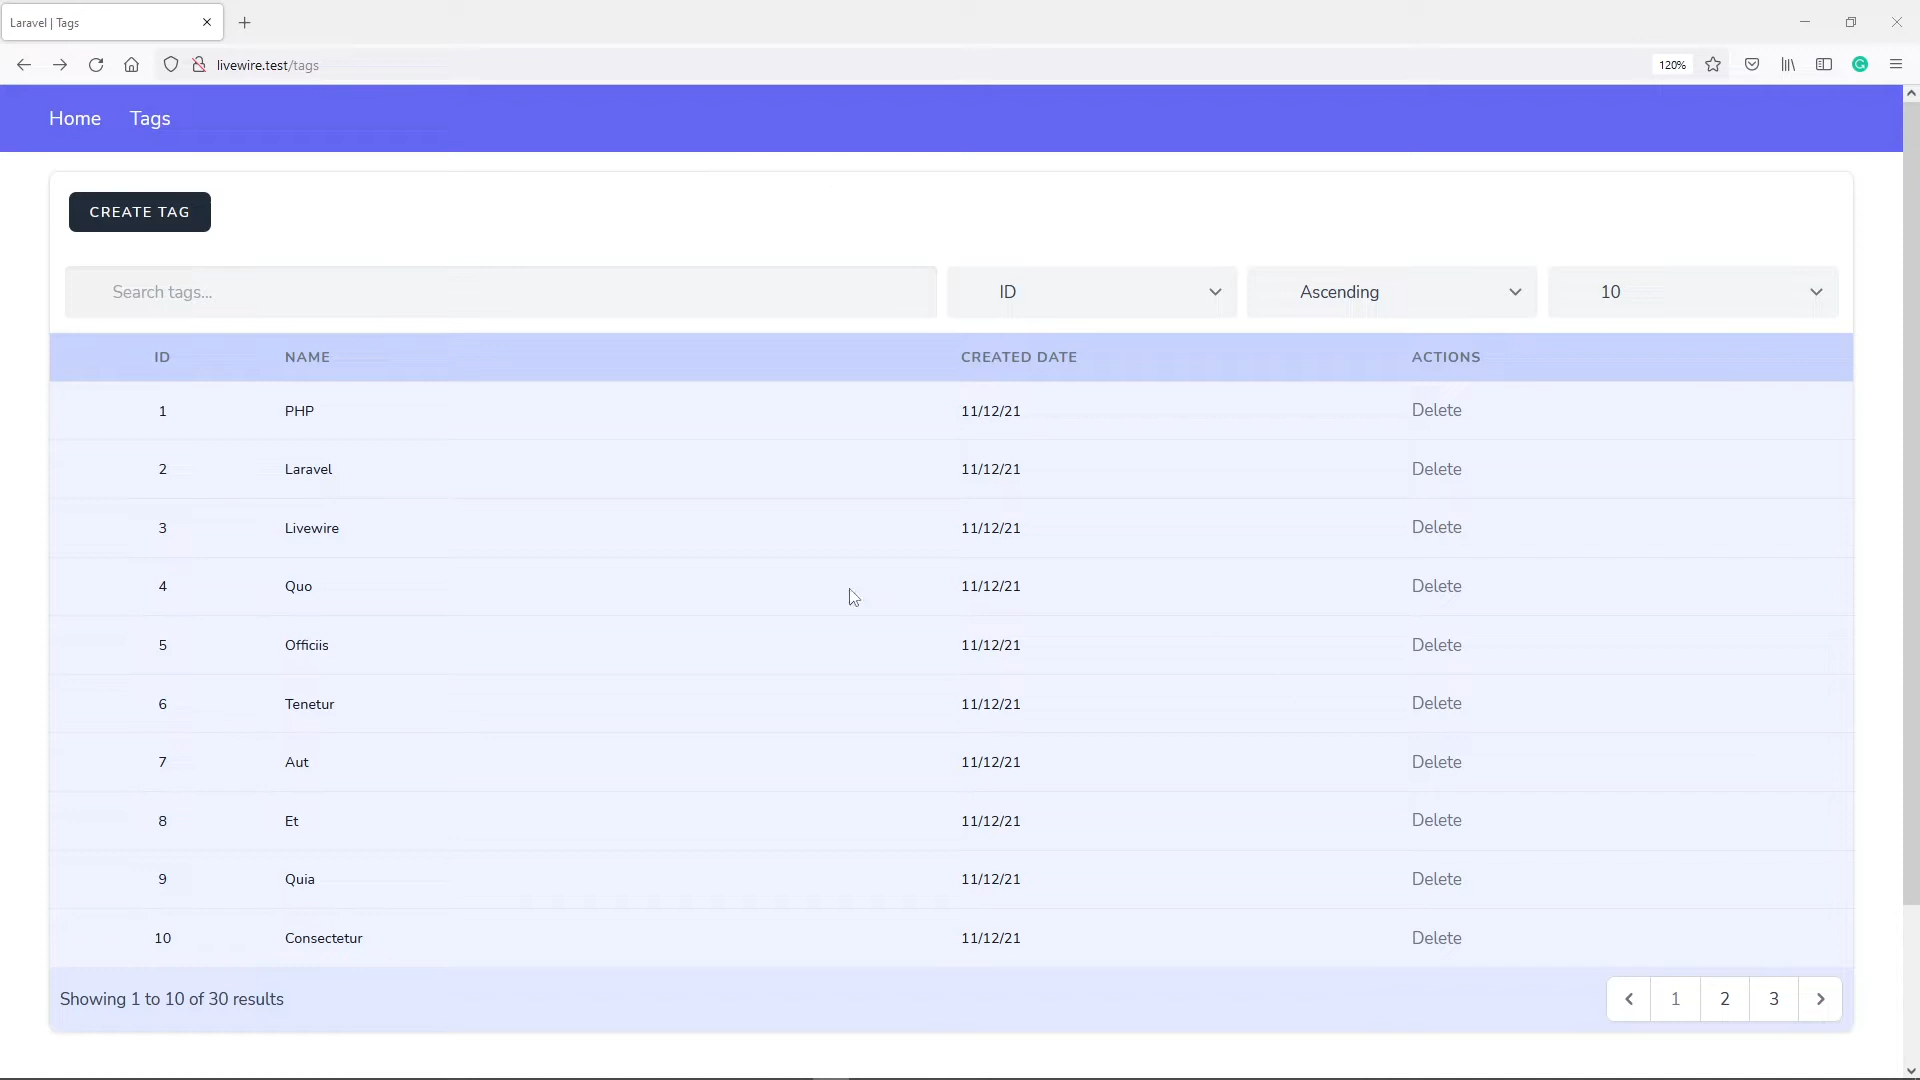 Laravel | Tags
livewire.test/tags
120%
Home Tags
CREATE TAG
Search tags... ID Ascending 10
ID NAME CREATED DATE ACTIONS
1 PHP 11/12/21 Delete
2 Laravel 11/12/21 Delete
3 Livewire 11/12/21 Delete
4 Quo 11/12/21 Delete
5 Officiis 11/12/21 Delete
6 Tenetur 11/12/21 Delete
7 Aut 11/12/21 Delete
8 Et 11/12/21 Delete
9 Quia 11/12/21 Delete
10 Consectetur 11/12/21 Delete
Showing 1 to 10 of 30 results 1 2 3